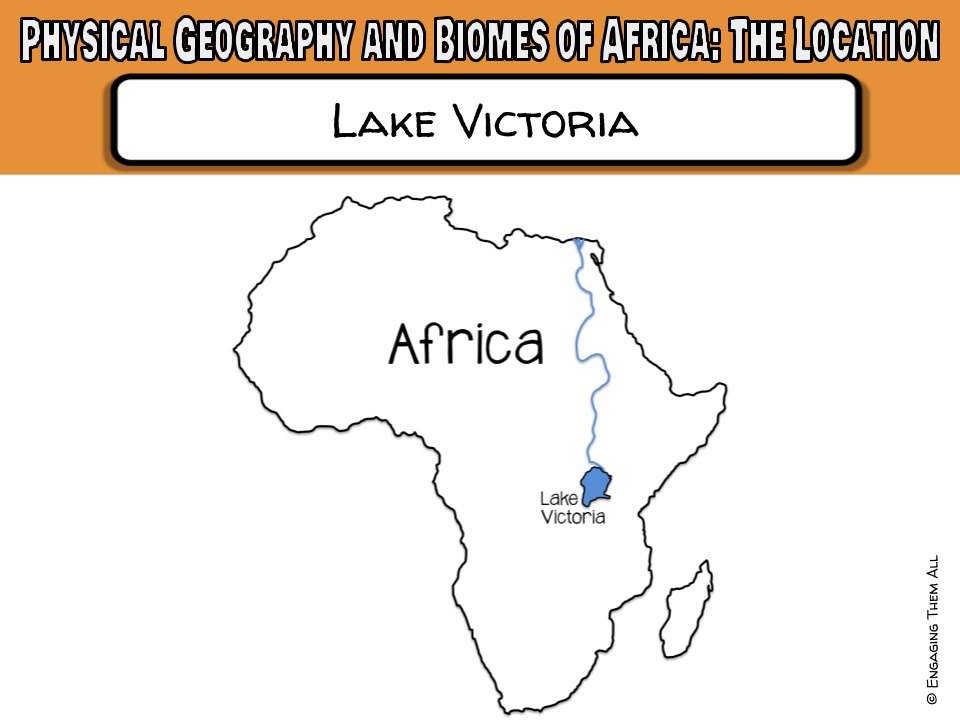 Physical Geography and Biomes of Africa: The Location
Lake Victoria
Africa
Lake
Victoria
© Engaging Them All